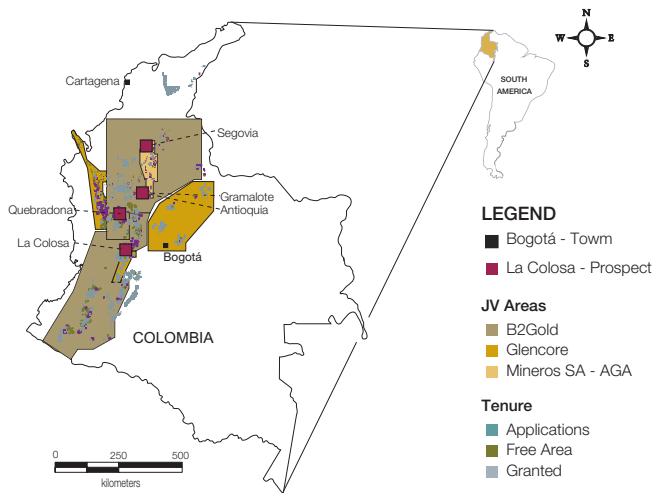 N
W E
S
SOUTH
AMERICA
Cartagena
Segovia
Gramalote
Antioquia
Quebradona
La Colosa
Bogotá
COLOMBIA
LEGEND
Bogotá - Towm
La Colosa - Prospect
JV Areas
B2Gold
Glencore
Mineros SA - AGA
Tenure
Applications
Free Area
Granted
0 250 500
kilometers